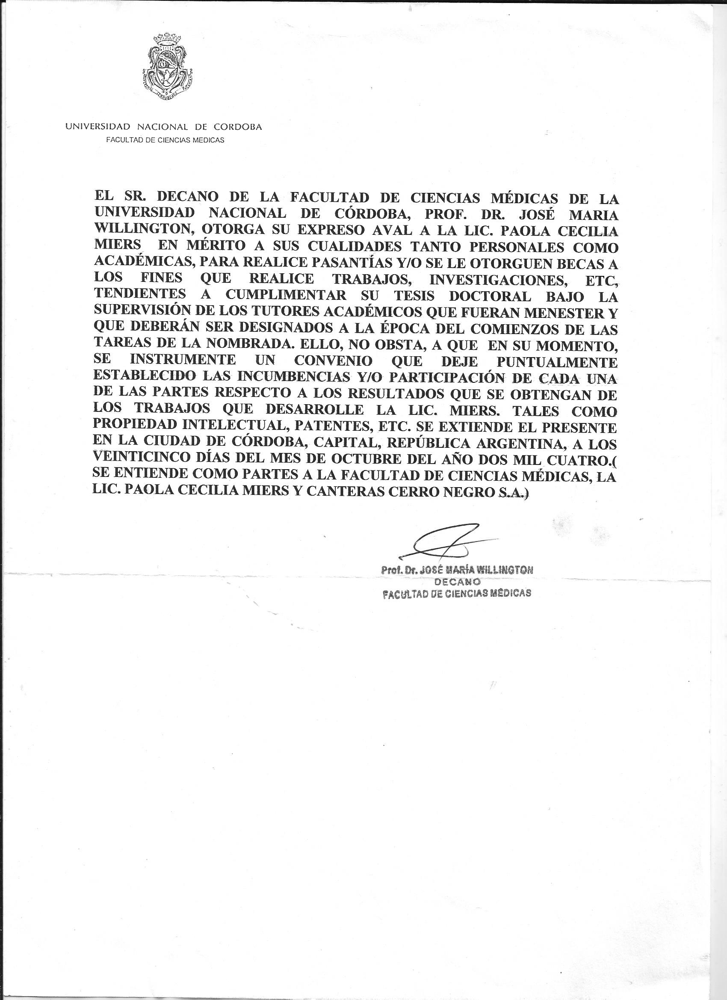 UNIVERSIDAD NACIONAL DE CORDOBA
FACULTAD DE CIENCIAS MEDICAS
EL SR. DECANO DE LA FACULTAD DE CIENCIAS MÉDICAS DE LA
UNIVERSIDAD NACIONAL DE CÓRDOBA, PROF. DR. JOSÉ MARIA
WILLINGTON, OTORGA SU EXPRESO AVAL A LA LIC. PAOLA CECILIA
MIERS EN MÉRITO A SUS CUALIDADES TANTO PERSONALES COMO
ACADÉMICAS, PARA REALICE PASANTÍAS Y/O SE LE OTORGUEN BECAS A
LOS FINES QUE REALICE TRABAJOS, INVESTIGACIONES, ETC,
TENDIENTES A CUMPLIMENTAR SU TESIS DOCTORAL BAJO LA
SUPERVISIÓN DE LOS TUTORES ACADÉMICOS QUE FUERAN MENESTER Y
QUE DEBERÁN SER DESIGNADOS A LA ÉPOCA DEL COMIENZOS DE LAS
TAREAS DE LA NOMBRADA. ELLO, NO OBSTA, A QUE EN SU MOMENTO,
SE INSTRUMENTE UN CONVENIO QUE DEJE PUNTUALMENTE
ESTABLECIDO LAS INCUMBENCIAS Y/O PARTICIPACIÓN DE CADA UNA
DE LAS PARTES RESPECTO A LOS RESULTADOS QUE SE OBTENGAN DE
LOS TRABAJOS QUE DESARROLLE LA LIC. MIERS. TALES COMO
PROPIEDAD INTELECTUAL, PATENTES, ETC. SE EXTIENDE EL PRESENTE
EN LA CIUDAD DE CÓRDOBA, CAPITAL, REPÚBLICA ARGENTINA, A LOS
VEINTICINCO DÍAS DEL MES DE OCTUBRE DEL AÑO DOS MIL CUATRO.(
SE ENTIENDE COMO PARTES A LA FACULTAD DE CIENCIAS MÉDICAS, LA
LIC. PAOLA CECILIA MIERS Y CANTERAS CERRO NEGRO S.A.)
Prof. Dr. JOSÉ MARÍA WILLINGTON
DECANO
FACULTAD DE CIENCIAS MÉDICAS